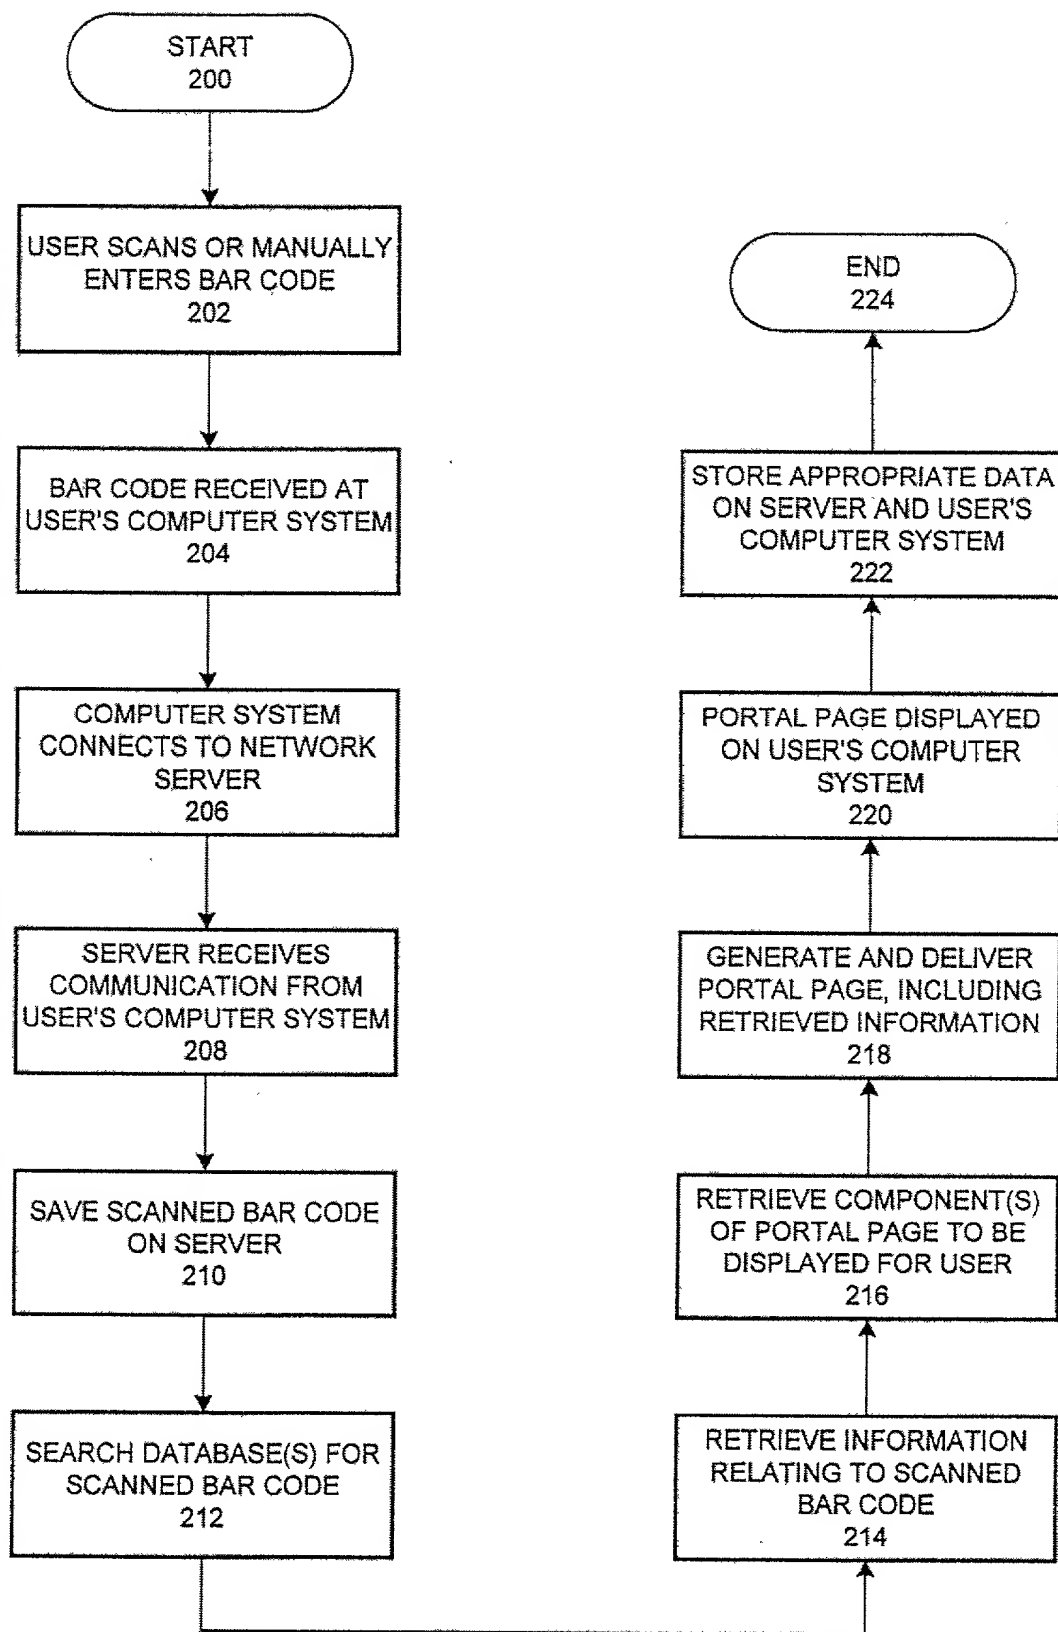 START
200
USER SCANS OR MANUALLY
ENTERS BAR CODE
202
BAR CODE RECEIVED AT
USER'S COMPUTER SYSTEM
204
COMPUTER SYSTEM
CONNECTS TO NETWORK
SERVER
206
SERVER RECEIVES
COMMUNICATION FROM
USER'S COMPUTER SYSTEM
208
SAVE SCANNED BAR CODE
ON SERVER
210
SEARCH DATABASE(S) FOR
SCANNED BAR CODE
212
RETRIEVE INFORMATION
RELATING TO SCANNED
BAR CODE
214
RETRIEVE COMPONENT(S)
OF PORTAL PAGE TO BE
DISPLAYED FOR USER
216
GENERATE AND DELIVER
PORTAL PAGE, INCLUDING
RETRIEVED INFORMATION
218
PORTAL PAGE DISPLAYED
ON USER'S COMPUTER
SYSTEM
220
STORE APPROPRIATE DATA
ON SERVER AND USER'S
COMPUTER SYSTEM
222
END
224